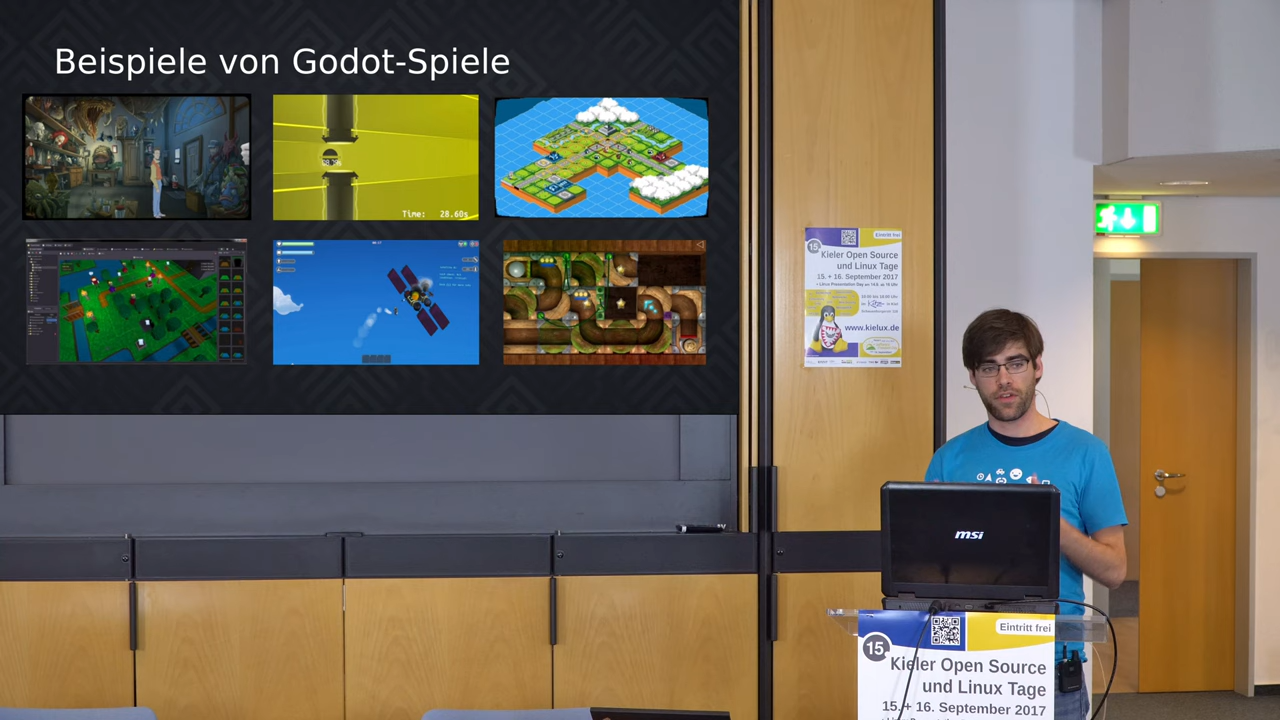 Beispiele von Godot-Spiele
Time: 28.60s
15.
Eintritt frei
Kieler Open Source
und Linux Tage
15. + 16. September 2017
www.kielux.de
msi
Eintritt frei
15.
Kieler Open Source
und Linux Tage
15. + 16. September 2017